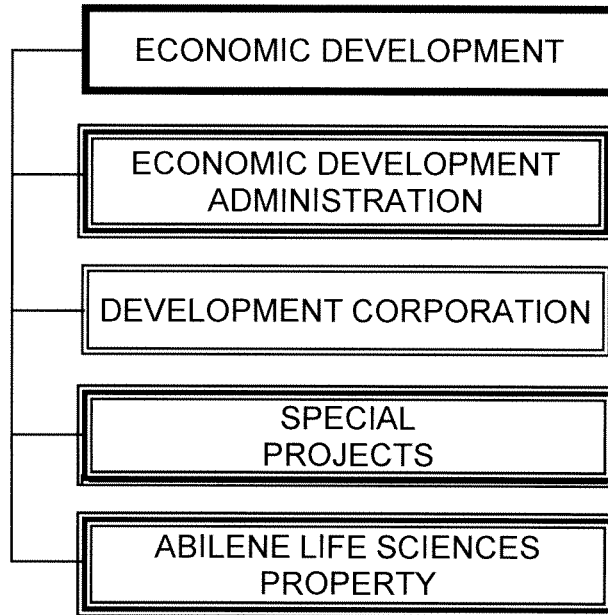 ECONOMIC DEVELOPMENT
ECONOMIC DEVELOPMENT
ADMINISTRATION
DEVELOPMENT CORPORATION
SPECIAL
PROJECTS
ABILENE LIFE SCIENCES
PROPERTY